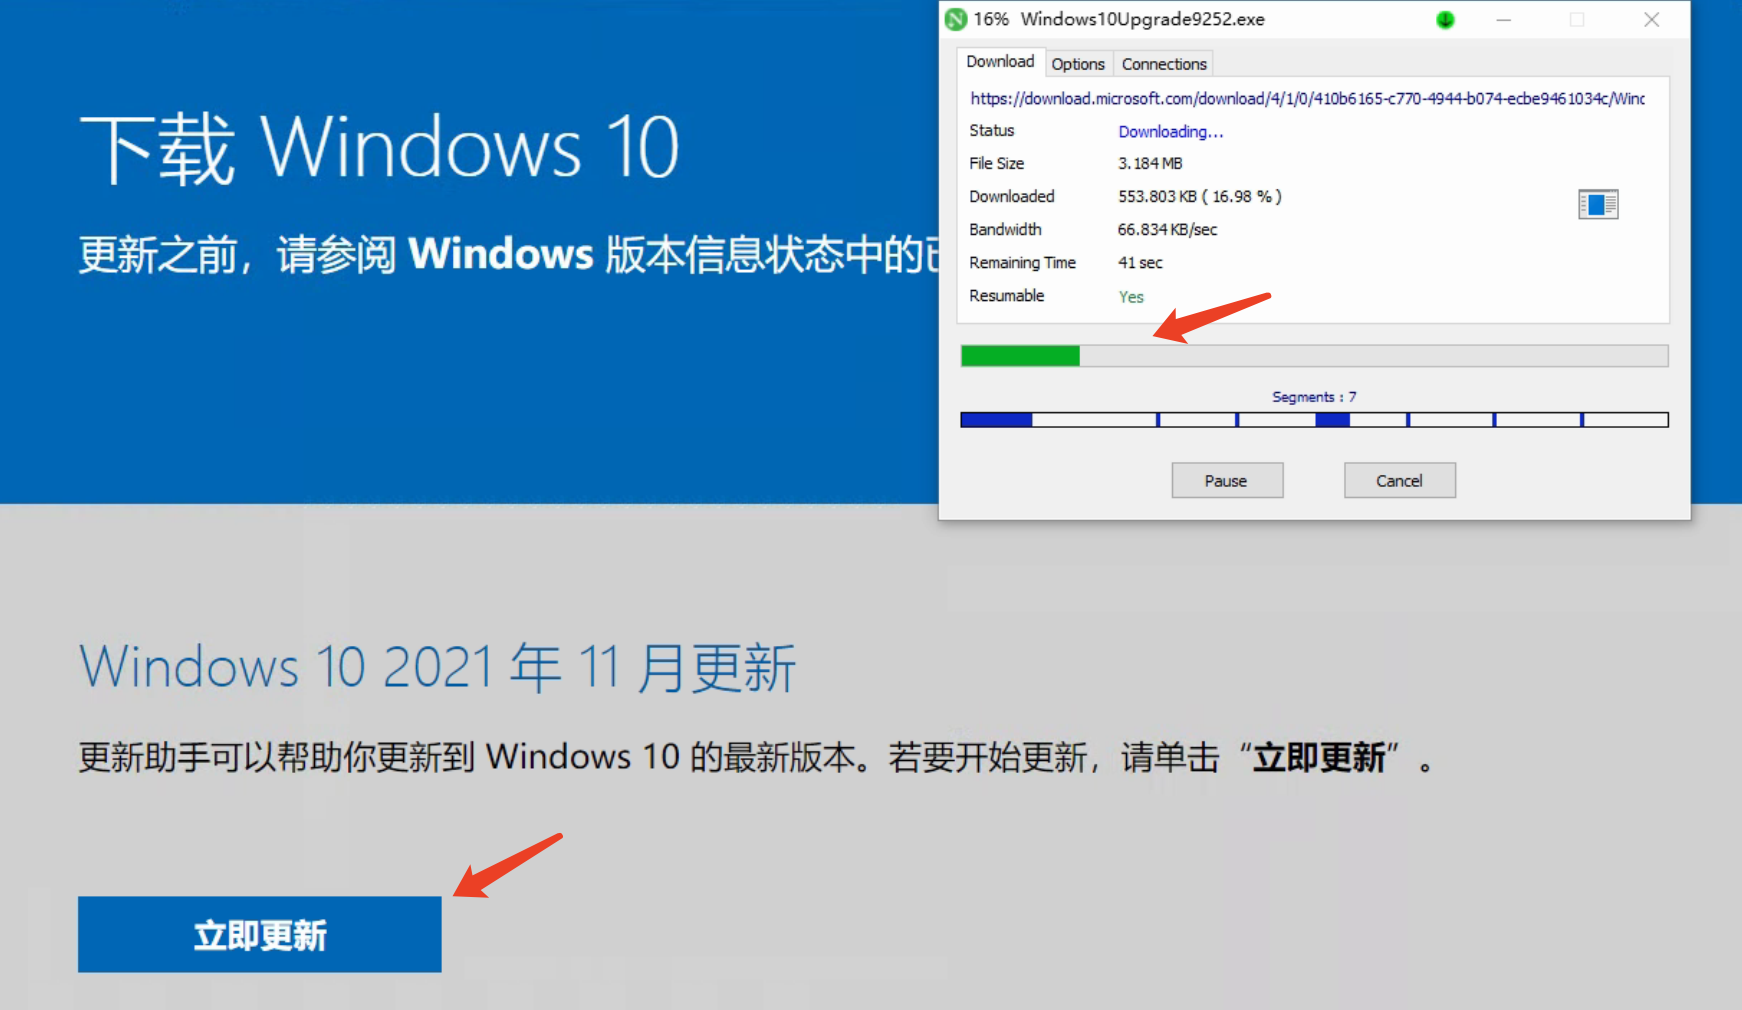 下载 Windows 10
更新之前，请参阅 Windows 版本信息状态中的已
16% Windows10Upgrade9252.exe
Download Options Connections
https://download.microsoft.com/download/4/1/0/410b6165-c770-4944-b074-ecbe9461034c/Winc
Status Downloading...
File Size 3.184 MB
Downloaded 553.803 KB ( 16.98 % )
Bandwidth 66.834 KB/sec
Remaining Time 41 sec
Resumable Yes
Segments : 7
Pause Cancel
Windows 10 2021 年 11 月更新
更新助手可以帮助你更新到 Windows 10 的最新版本。若要开始更新，请单击“立即更新”。
立即更新